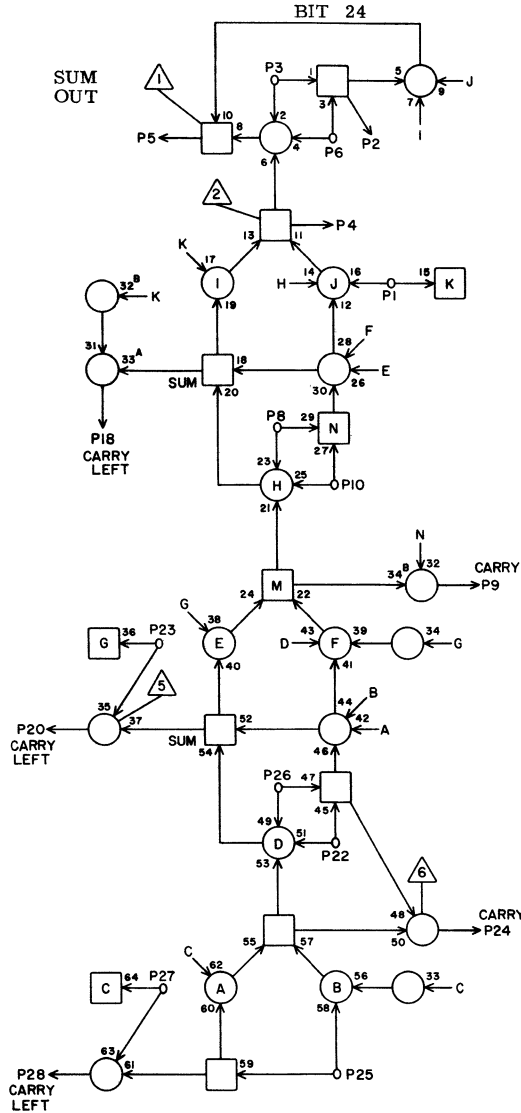 BIT 24
SUM OUT
1
P3
1
3
5
7
9
J
I
10
8
2
4
6
P5
P6
P2
2
13
11
P4
K
17
I
19
H
14
J
16
12
P1
15
K
32B
K
31
33A
SUM
18
20
28
F
E
26
30
P18
CARRY LEFT
P8
29
N
27
23
H
25
21
P10
M
24
22
34B
N
32
CARRY
P9
G
38
E
40
D
43
F
39
41
34
G
G
36
P23
5
35
37
P20
CARRY LEFT
SUM
52
54
44
B
42
A
46
P26
47
45
49
D
51
53
P22
6
48
50
CARRY
P24
55
57
C
62
A
60
B
56
58
33
C
C
64
P27
63
61
P28
CARRY LEFT
59
P25